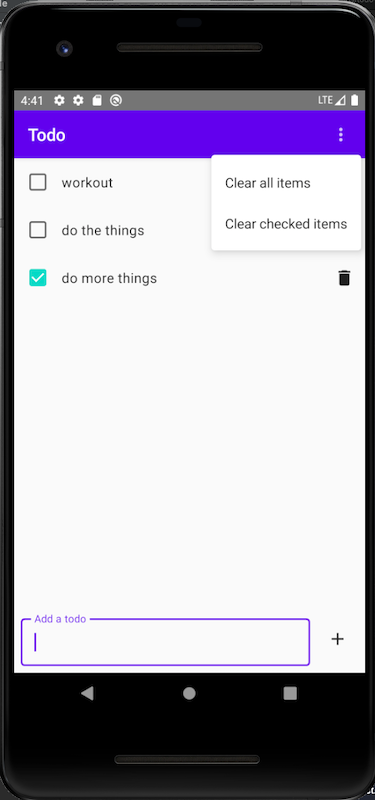 4:41
LTE
Todo
workout
Clear all items
Clear checked items
do the things
do more things
Add a todo